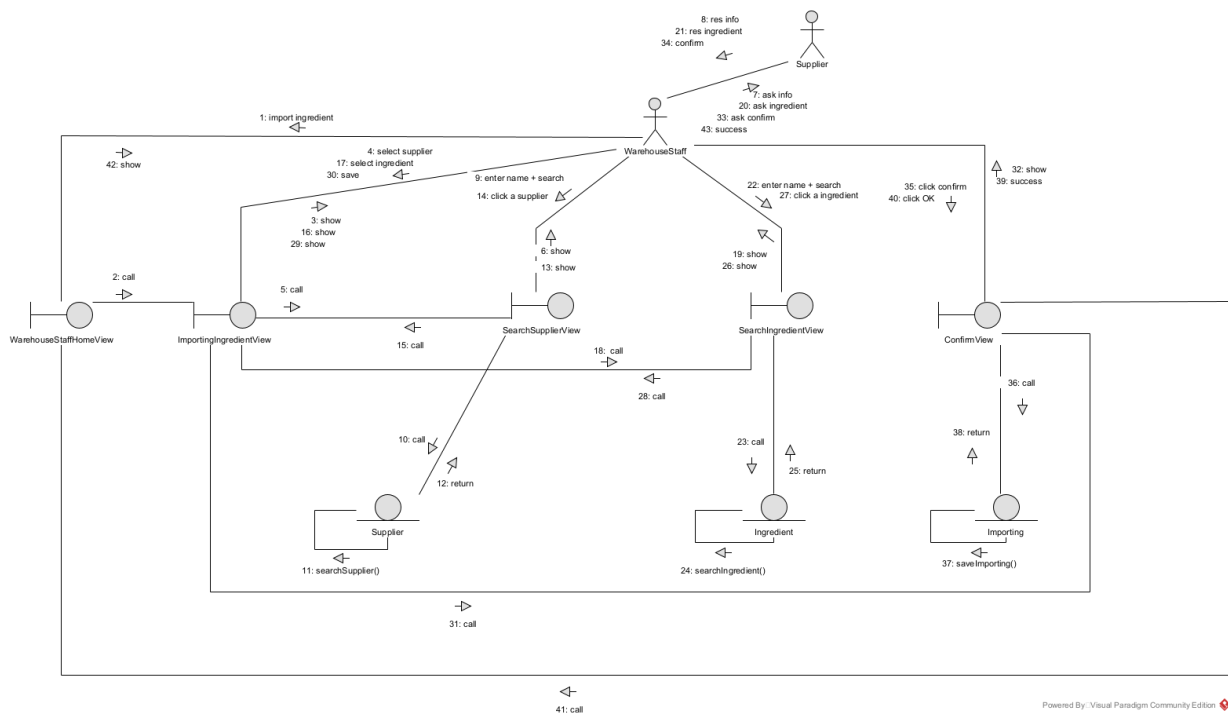 8: res info
21: res ingredient
34: confirm
Supplier
7: ask info
20: ask ingredient
33: ask confirm
43: success
1: import ingredient
WarehouseStaff
42: show
4: select supplier
17: select ingredient
30: save
9: enter name + search
14: click a supplier
22: enter name + search
27: click a ingredient
35: click confirm
40: click OK
32: show
39: success
3: show
16: show
29: show
6: show
13: show
19: show
26: show
2: call
5: call
WarehouseStaffHomeView
ImportingIngredientView
SearchSupplierView
SearchIngredientView
ConfirmView
15: call
18: call
28: call
36: call
10: call
12: return
23: call
25: return
38: return
Supplier
Ingredient
Importing
11: searchSupplier()
24: searchIngredient()
37: saveImporting()
31: call
41: call
Powered By: Visual Paradigm Community Edition